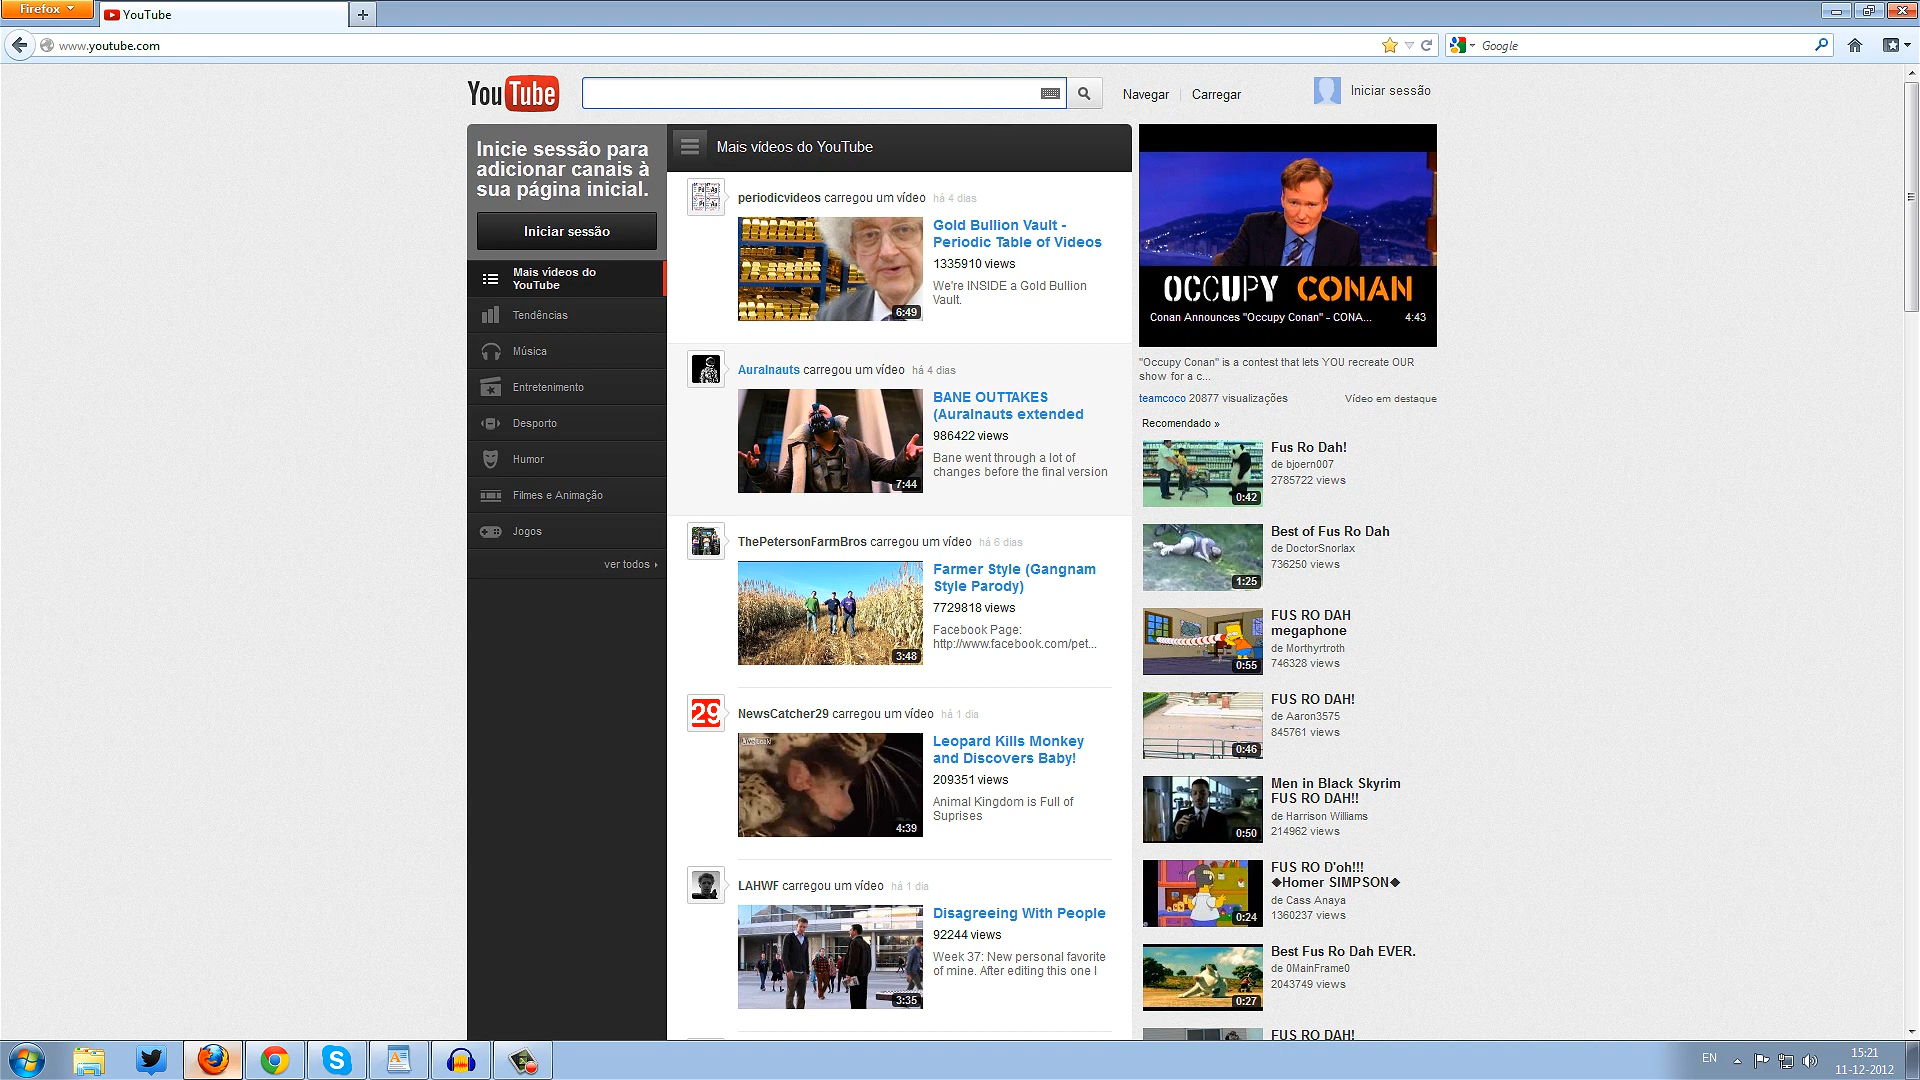 Firefox
YouTube
www.youtube.com
Google
YouTube
Navegar
Carregar
Iniciar sessão
Inicie sessão para
adicionar canais à
sua página inicial.
Iniciar sessão
Mais vídeos do
YouTube
Tendências
Música
Entretenimento
Desporto
Humor
Filmes e Animação
Jogos
ver todos
Mais vídeos do YouTube
periodicvideos carregou um vídeo há 4 dias
6:49
Gold Bullion Vault -
Periodic Table of Videos
1335910 views
We're INSIDE a Gold Bullion
Vault.
Auralnauts carregou um vídeo há 4 dias
7:44
BANE OUTTAKES
(Auralnauts extended
986422 views
Bane went through a lot of
changes before the final version
ThePetersonFarmBros carregou um vídeo há 6 dias
3:48
Farmer Style (Gangnam
Style Parody)
7729818 views
Facebook Page:
http://www.facebook.com/pet...
29
NewsCatcher29 carregou um vídeo há 1 dia
4:39
Leopard Kills Monkey
and Discovers Baby!
209351 views
Animal Kingdom is Full of
Suprises
LAHWF carregou um vídeo há 1 dia
3:35
Disagreeing With People
92244 views
Week 37: New personal favorite
of mine. After editing this one I
OCCUPY CONAN
Conan Announces "Occupy Conan" - CONA... 4:43
"Occupy Conan" is a contest that lets YOU recreate OUR
show for a c...
teamcoco 20877 visualizações Vídeo em destaque
Recomendado »
0:42
Fus Ro Dah!
de bjoern007
2785722 views
1:25
Best of Fus Ro Dah
de DoctorSnorlax
736250 views
0:55
FUS RO DAH
megaphone
de Morthyrtroth
746328 views
0:46
FUS RO DAH!
de Aaron3575
845761 views
0:50
Men in Black Skyrim
FUS RO DAH!!
de Harrison Williams
214962 views
0:24
FUS RO D'oh!!!
◆Homer SIMPSON◆
de Cass Anaya
1360237 views
0:27
Best Fus Ro Dah EVER.
de 0MainFrame0
2043749 views
FUS RO DAH!
EN
15:21
11-12-2012